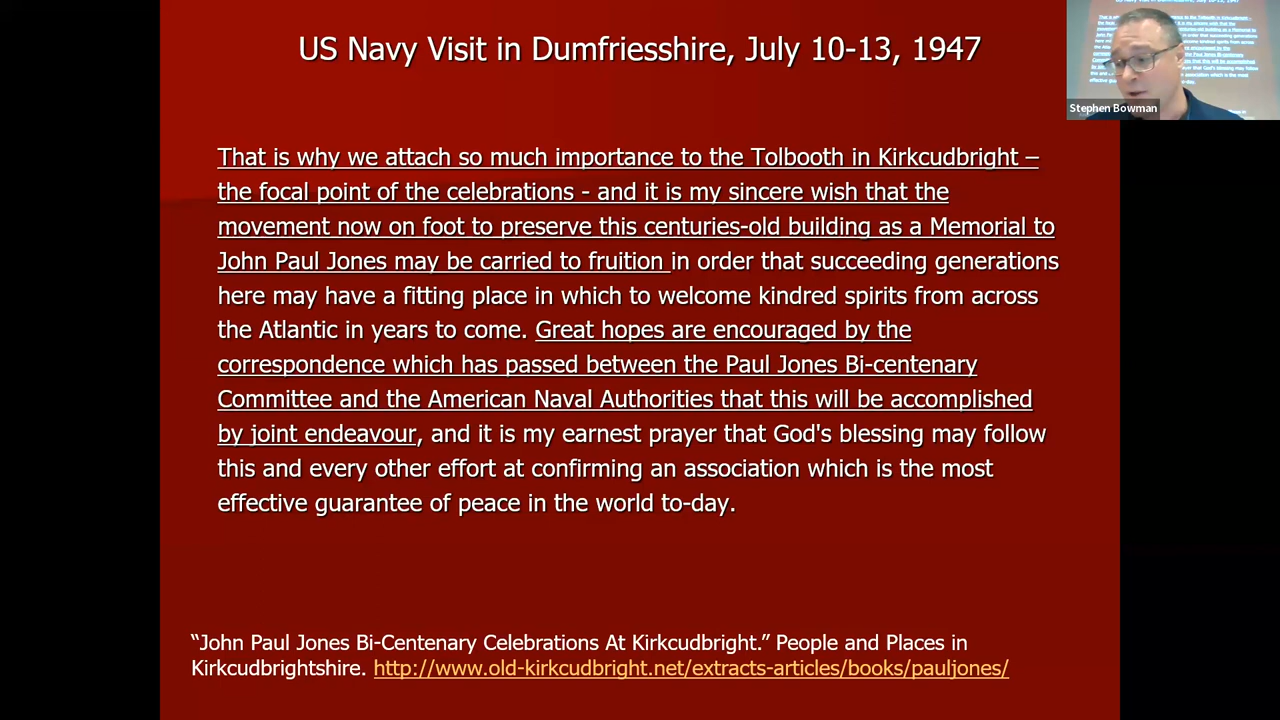 US Navy Visit in Dumfriesshire, July 10-13, 1947
Stephen Bowman
That is why we attach so much importance to the Tolbooth in Kirkcudbright –
the focal point of the celebrations - and it is my sincere wish that the
movement now on foot to preserve this centuries-old building as a Memorial to
John Paul Jones may be carried to fruition in order that succeeding generations
here may have a fitting place in which to welcome kindred spirits from across
the Atlantic in years to come. Great hopes are encouraged by the
correspondence which has passed between the Paul Jones Bi-centenary
Committee and the American Naval Authorities that this will be accomplished
by joint endeavour, and it is my earnest prayer that God's blessing may follow
this and every other effort at confirming an association which is the most
effective guarantee of peace in the world to-day.
“John Paul Jones Bi-Centenary Celebrations At Kirkcudbright.” People and Places in
Kirkcudbrightshire. http://www.old-kirkcudbright.net/extracts-articles/books/pauljones/